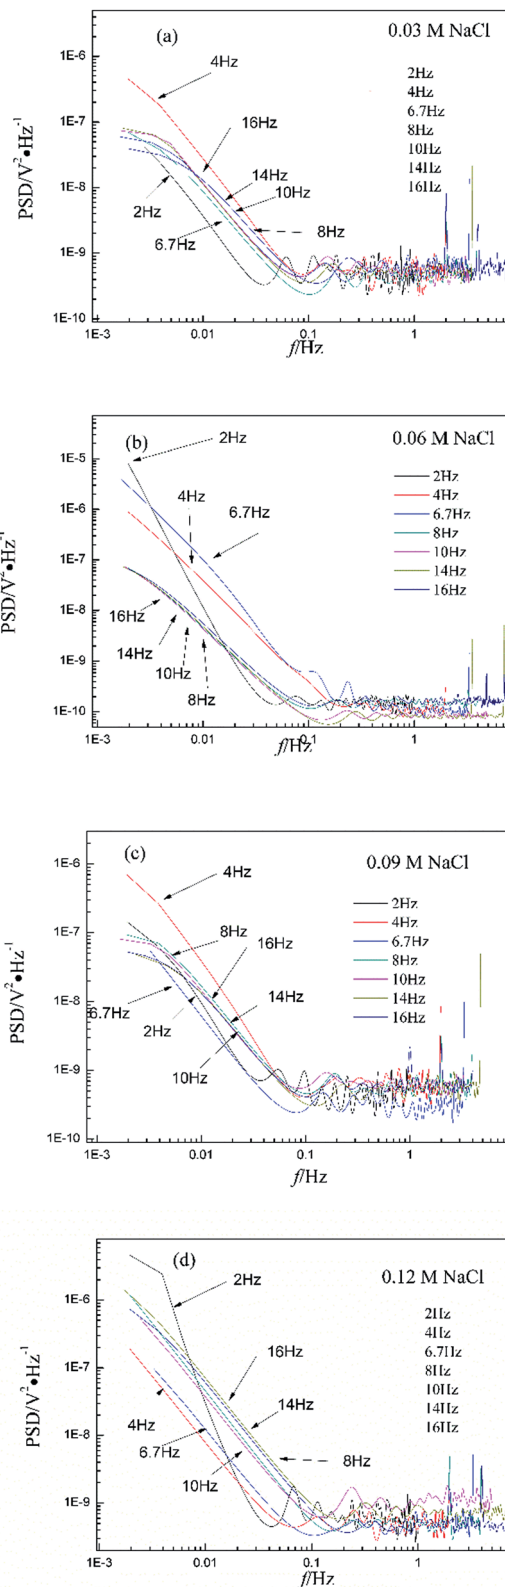 (a)
0.03 M NaCl
1E-6
4Hz
2Hz
4Hz
6.7Hz
8Hz
10Hz
14Hz
16Hz
1E-7
16Hz
14Hz
10Hz
1E-8
2Hz
8Hz
6.7Hz
1E-9
1E-10
PSD/V²•Hz⁻¹
1E-3
0.01
0.1
1
f/Hz
(b)
2Hz
0.06 M NaCl
1E-5
4Hz
6.7Hz
2Hz
4Hz
6.7Hz
8Hz
10Hz
14Hz
16Hz
1E-6
1E-7
1E-8
16Hz
14Hz
10Hz
8Hz
1E-9
1E-10
PSD/V²•Hz⁻¹
1E-3
0.01
0.1
1
f/Hz
(c)
0.09 M NaCl
1E-6
4Hz
2Hz
4Hz
6.7Hz
8Hz
10Hz
14Hz
16Hz
8Hz
16Hz
1E-7
14Hz
1E-8
6.7Hz
2Hz
10Hz
1E-9
1E-10
PSD/V²•Hz⁻¹
1E-3
0.01
0.1
1
f/Hz
(d)
2Hz
0.12 M NaCl
1E-6
2Hz
4Hz
6.7Hz
8Hz
10Hz
14Hz
16Hz
16Hz
1E-7
14Hz
4Hz
1E-8
6.7Hz
8Hz
10Hz
1E-9
PSD/V²•Hz⁻¹
1E-3
0.01
0.1
1
f/Hz